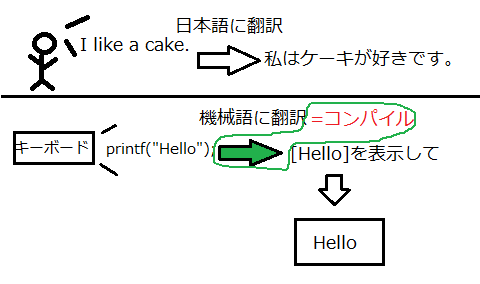 日本語に翻訳
I like a cake.
私はケーキが好きです。
機械語に翻訳=コンパイル
キーボード
printf("Hello");
[Hello]を表示して
Hello